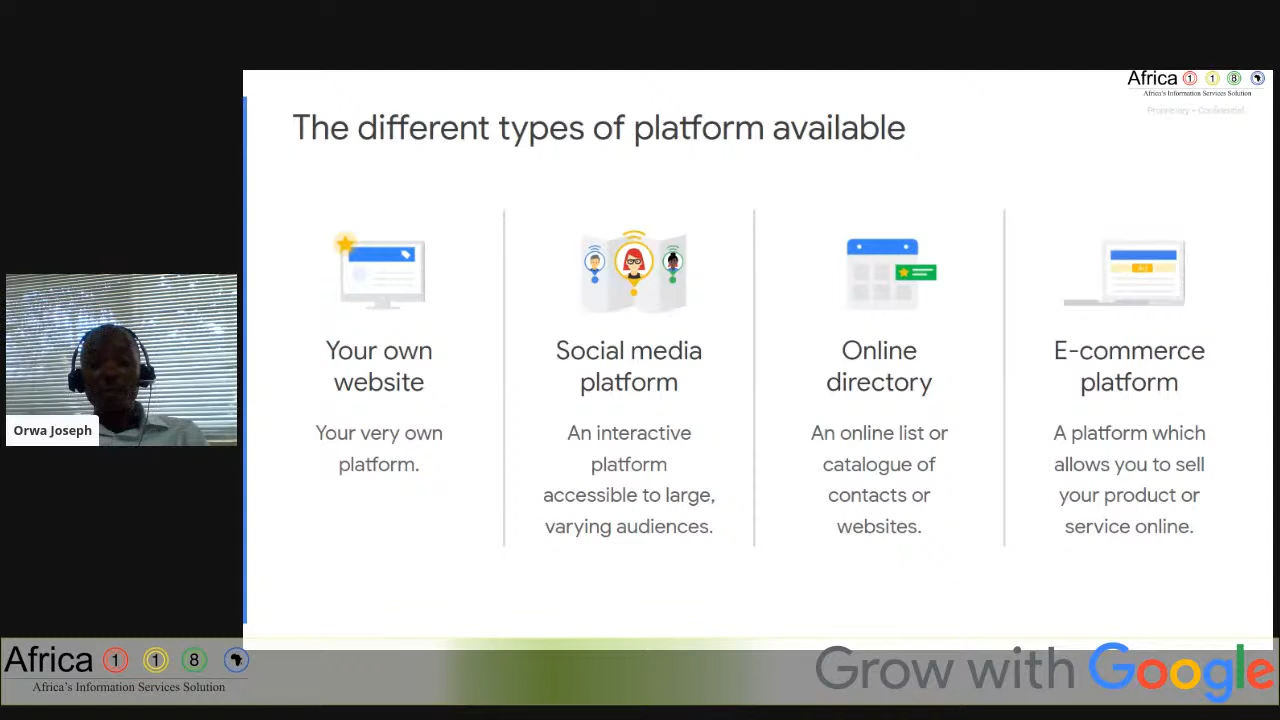 Africa 1 1 8
Africa's Information Services Solution
Proprietary + Confidential
The different types of platform available
Your own
website
Your very own
platform.
Social media
platform
An interactive
platform
accessible to large,
varying audiences.
Online
directory
An online list or
catalogue of
contacts or
websites.
E-commerce
platform
A platform which
allows you to sell
your product or
service online.
Orwa Joseph
Africa 1 1 8
Africa's Information Services Solution
Grow with Google